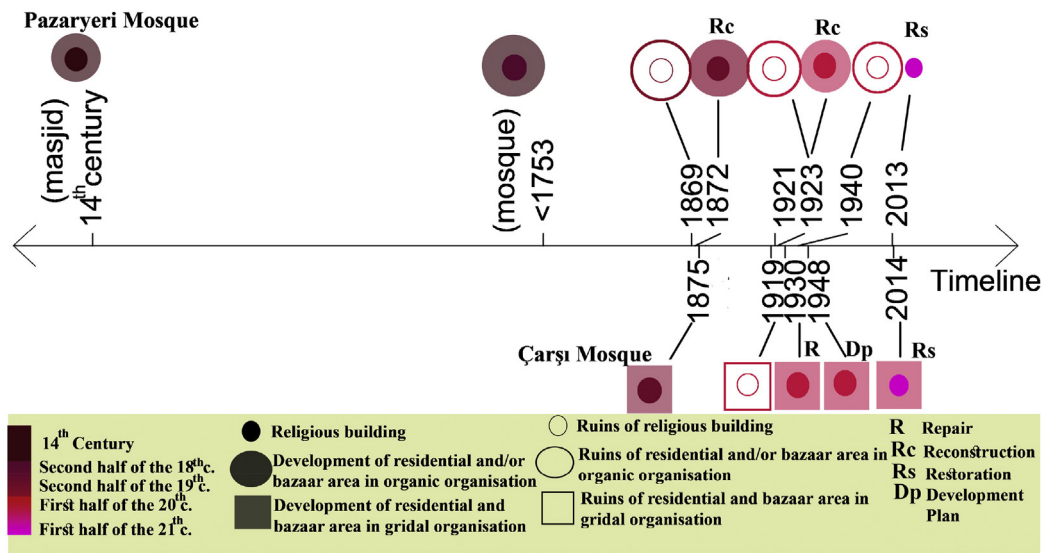 Pazaryeri Mosque
Rc
Rc
Rs
(masjid)
14th century
(mosque)
<1753
1869
1872
1921
1923
1940
2013
Timeline
1875
1919
1930
1948
2014
Çarşı Mosque
R
Dp
Rs
14th Century
Second half of the 18th c.
Second half of the 19th c.
First half of the 20th c.
First half of the 21th c.
Religious building
Development of residential and/or
bazaar area in organic organisation
Development of residential and
bazaar area in gridal organisation
Ruins of religious building
Ruins of residential and/or bazaar area in
organic organisation
Ruins of residential and bazaar area in
gridal organisation
R Repair
Rc Reconstruction
Rs Restoration
Dp Development
Plan